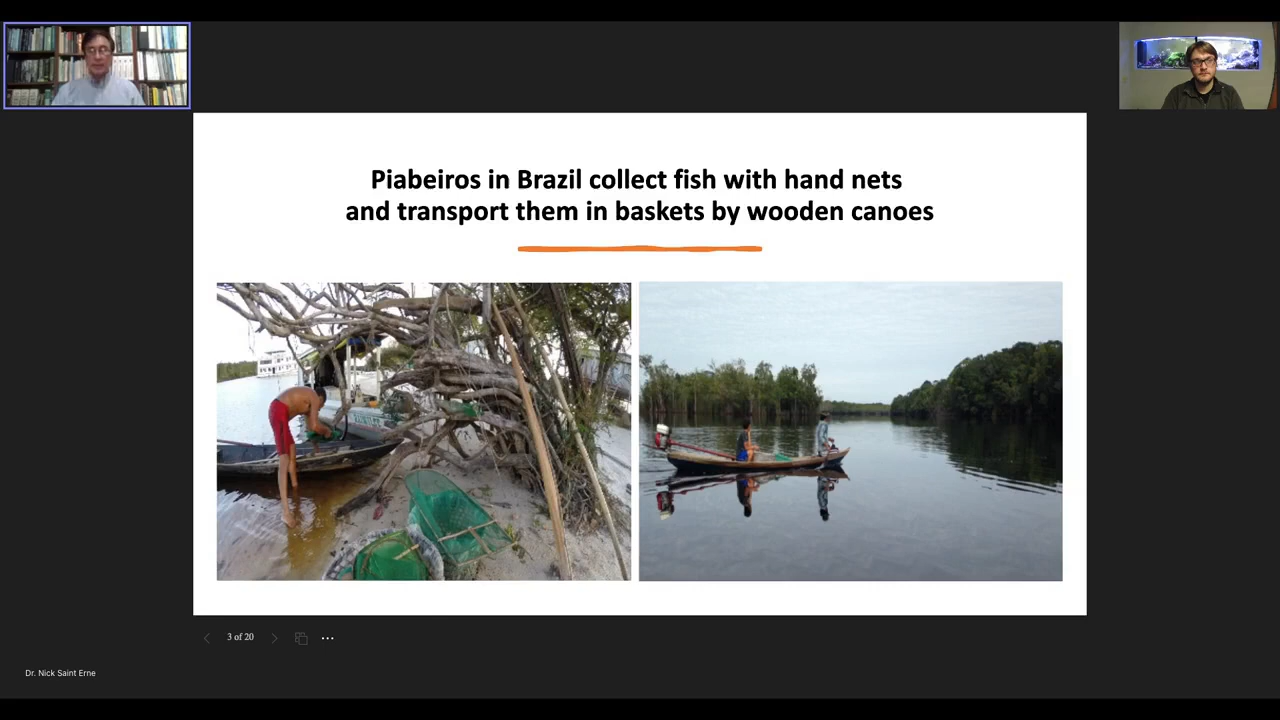 Piabeiros in Brazil collect fish with hand nets
and transport them in baskets by wooden canoes
3 of 20
Dr. Nick Saint Erne